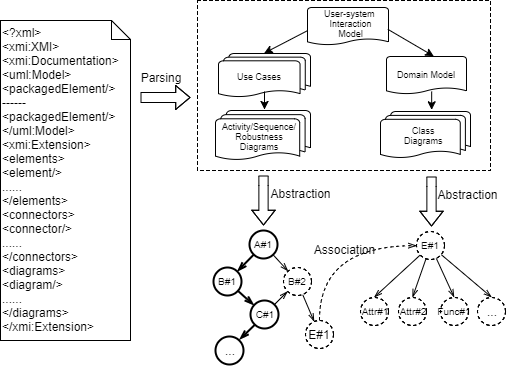 <?xml>
<xmi:XMI>
<xmi:Documentation>
<uml:Model>
<packagedElement/>
------
<packagedElement/>
</uml:Model>
<xmi:Extension>
<elements>
<element/>
......
</elements>
<connectors>
<connector/>
......
</connectors>
<diagrams>
<diagram/>
......
</diagrams>
</xmi:Extension>
Parsing
User-system
Interaction
Model
Use Cases
Domain Model
Activity/Sequence/
Robustness
Diagrams
Class
Diagrams
Abstraction
Abstraction
A#1
B#1
B#2
C#1
E#1
...
Association
E#1
Attr#1
Attr#2
Func#1
...